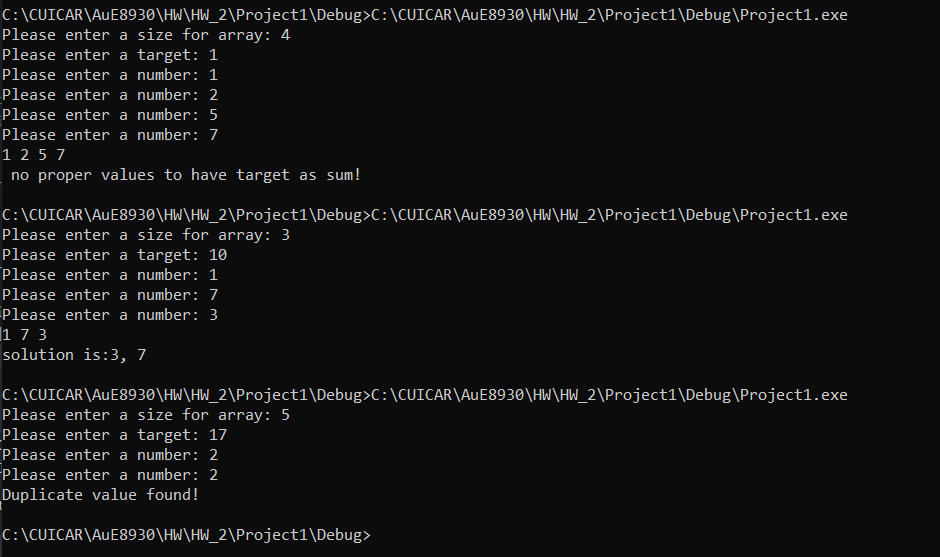 C:\CUICAR\AuE8930\HW\HW_2\Project1\Debug>C:\CUICAR\AuE8930\HW\HW_2\Project1\Debug\Project1.exe
Please enter a size for array: 4
Please enter a target: 1
Please enter a number: 1
Please enter a number: 2
Please enter a number: 5
Please enter a number: 7
1 2 5 7
 no proper values to have target as sum!

C:\CUICAR\AuE8930\HW\HW_2\Project1\Debug>C:\CUICAR\AuE8930\HW\HW_2\Project1\Debug\Project1.exe
Please enter a size for array: 3
Please enter a target: 10
Please enter a number: 1
Please enter a number: 7
Please enter a number: 3
1 7 3
solution is:3, 7

C:\CUICAR\AuE8930\HW\HW_2\Project1\Debug>C:\CUICAR\AuE8930\HW\HW_2\Project1\Debug\Project1.exe
Please enter a size for array: 5
Please enter a target: 17
Please enter a number: 2
Please enter a number: 2
Duplicate value found!

C:\CUICAR\AuE8930\HW\HW_2\Project1\Debug>